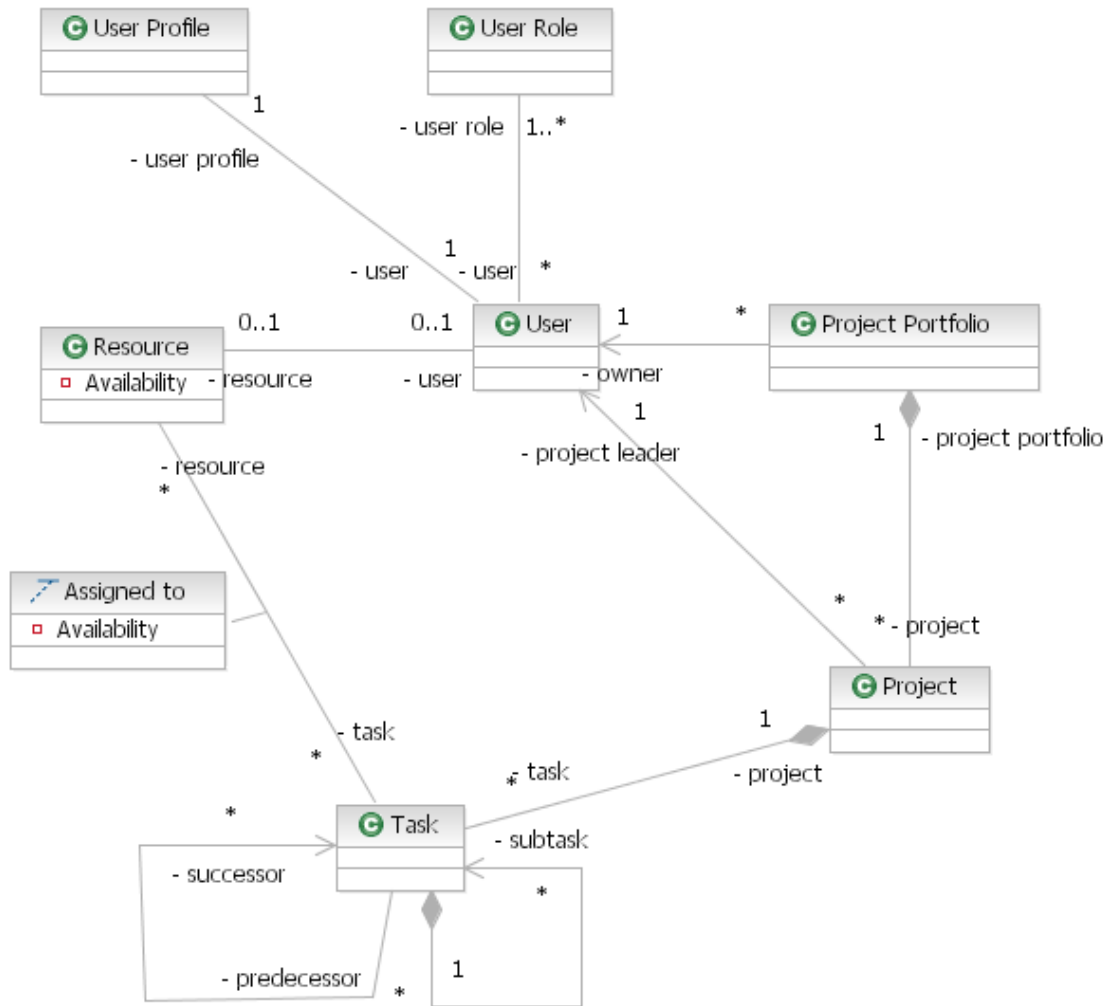 C User Profile
C User Role
1
- user role 1..*
- user profile
1
- user
- user
*
0..1
0..1
C User
1
*
C Project Portfolio
C Resource
Availability
- resource
- user
- owner
1
- project leader
1
- project portfolio
- resource
*
Assigned to
Availability
*
*
- project
C Project
- task
*
1
- task
*
- project
*
C Task
- subtask
- successor
*
- predecessor
*
1